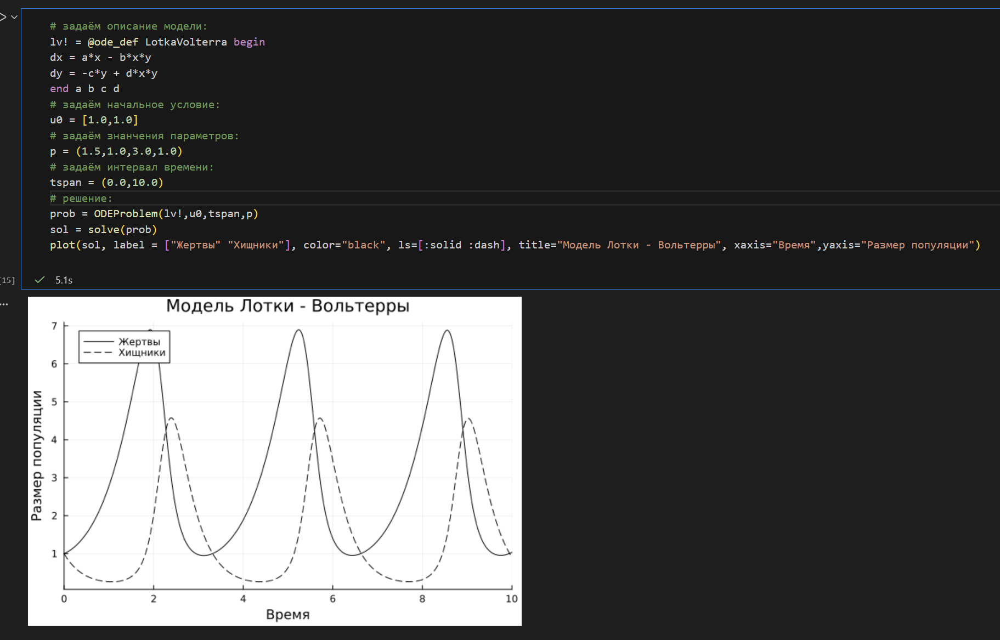 # задаём описание модели:
lv! = @ode_def LotkaVolterra begin
dx = a*x - b*x*y
dy = -c*y + d*x*y
end a b c d
# задаём начальное условие:
u0 = [1.0,1.0]
# задаём знанчения параметров:
p = (1.5,1.0,3.0,1.0)
# задаём интервал времени:
tspan = (0.0,10.0)
# решение:
prob = ODEProblem(lv!,u0,tspan,p)
sol = solve(prob)
plot(sol, label = ["Жертвы" "Хищники"], color="black", ls=[:solid :dash], title="Модель Лотки - Вольтерры", xaxis="Время",yaxis="Размер популяции")
[15]
5.1s
Модель Лотки - Вольтерры
Жертвы
Хищники
Размер популяции
7
6
5
4
3
2
1
0 2 4 6 8 10
Время